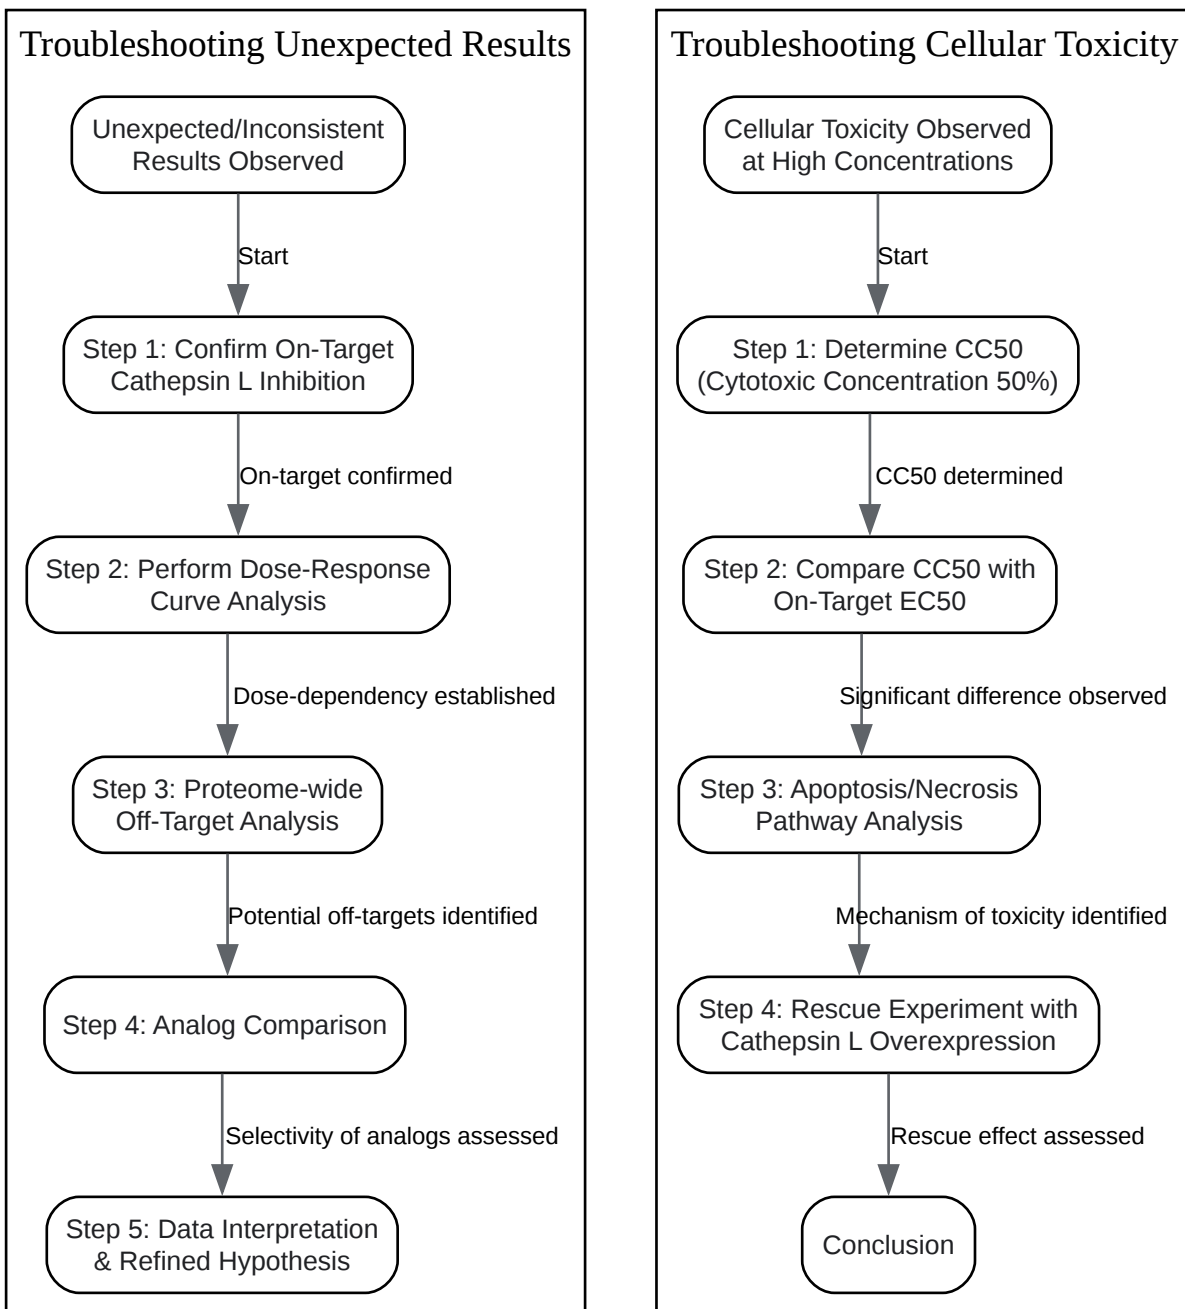 Troubleshooting Unexpected Results
Unexpected/Inconsistent
Results Observed
Start
Step 1: Confirm On-Target
Cathepsin L Inhibition
On-target confirmed
Step 2: Perform Dose-Response
Curve Analysis
Dose-dependency established
Step 3: Proteome-wide
Off-Target Analysis
Potential off-targets identified
Step 4: Analog Comparison
Selectivity of analogs assessed
Step 5: Data Interpretation
& Refined Hypothesis
Troubleshooting Cellular Toxicity
Cellular Toxicity Observed
at High Concentrations
Start
Step 1: Determine CC50
(Cytotoxic Concentration 50%)
CC50 determined
Step 2: Compare CC50 with
On-Target EC50
Significant difference observed
Step 3: Apoptosis/Necrosis
Pathway Analysis
Mechanism of toxicity identified
Step 4: Rescue Experiment with
Cathepsin L Overexpression
Rescue effect assessed
Conclusion